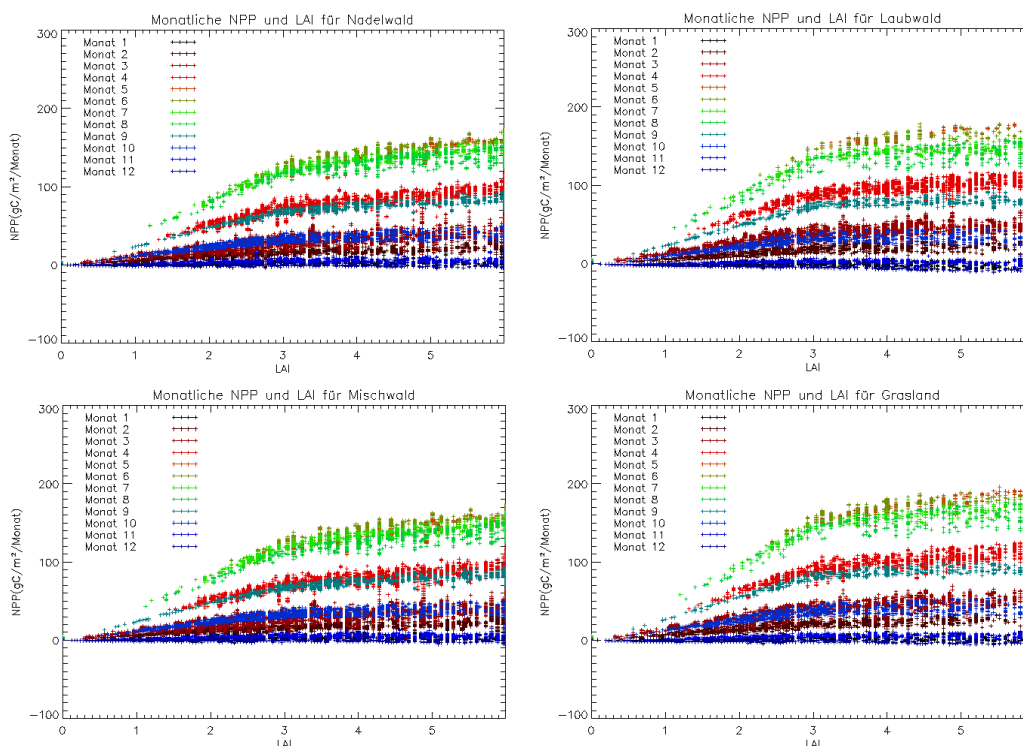 Monatliche NPP und LAI für Nadelwald
300
200
100
0
−100
NPP(gC/m²/Monat)
Monat 1
Monat 2
Monat 3
Monat 4
Monat 5
Monat 6
Monat 7
Monat 8
Monat 9
Monat 10
Monat 11
Monat 12
0 1 2 3 4 5
LAI
Monatliche NPP und LAI für Laubwald
300
200
100
0
−100
NPP(gC/m²/Monat)
Monat 1
Monat 2
Monat 3
Monat 4
Monat 5
Monat 6
Monat 7
Monat 8
Monat 9
Monat 10
Monat 11
Monat 12
0 1 2 3 4 5
LAI
Monatliche NPP und LAI für Mischwald
300
200
100
0
−100
NPP(gC/m²/Monat)
Monat 1
Monat 2
Monat 3
Monat 4
Monat 5
Monat 6
Monat 7
Monat 8
Monat 9
Monat 10
Monat 11
Monat 12
0 1 2 3 4 5
LAI
Monatliche NPP und LAI für Grasland
300
200
100
0
−100
NPP(gC/m²/Monat)
Monat 1
Monat 2
Monat 3
Monat 4
Monat 5
Monat 6
Monat 7
Monat 8
Monat 9
Monat 10
Monat 11
Monat 12
0 1 2 3 4 5
LAI